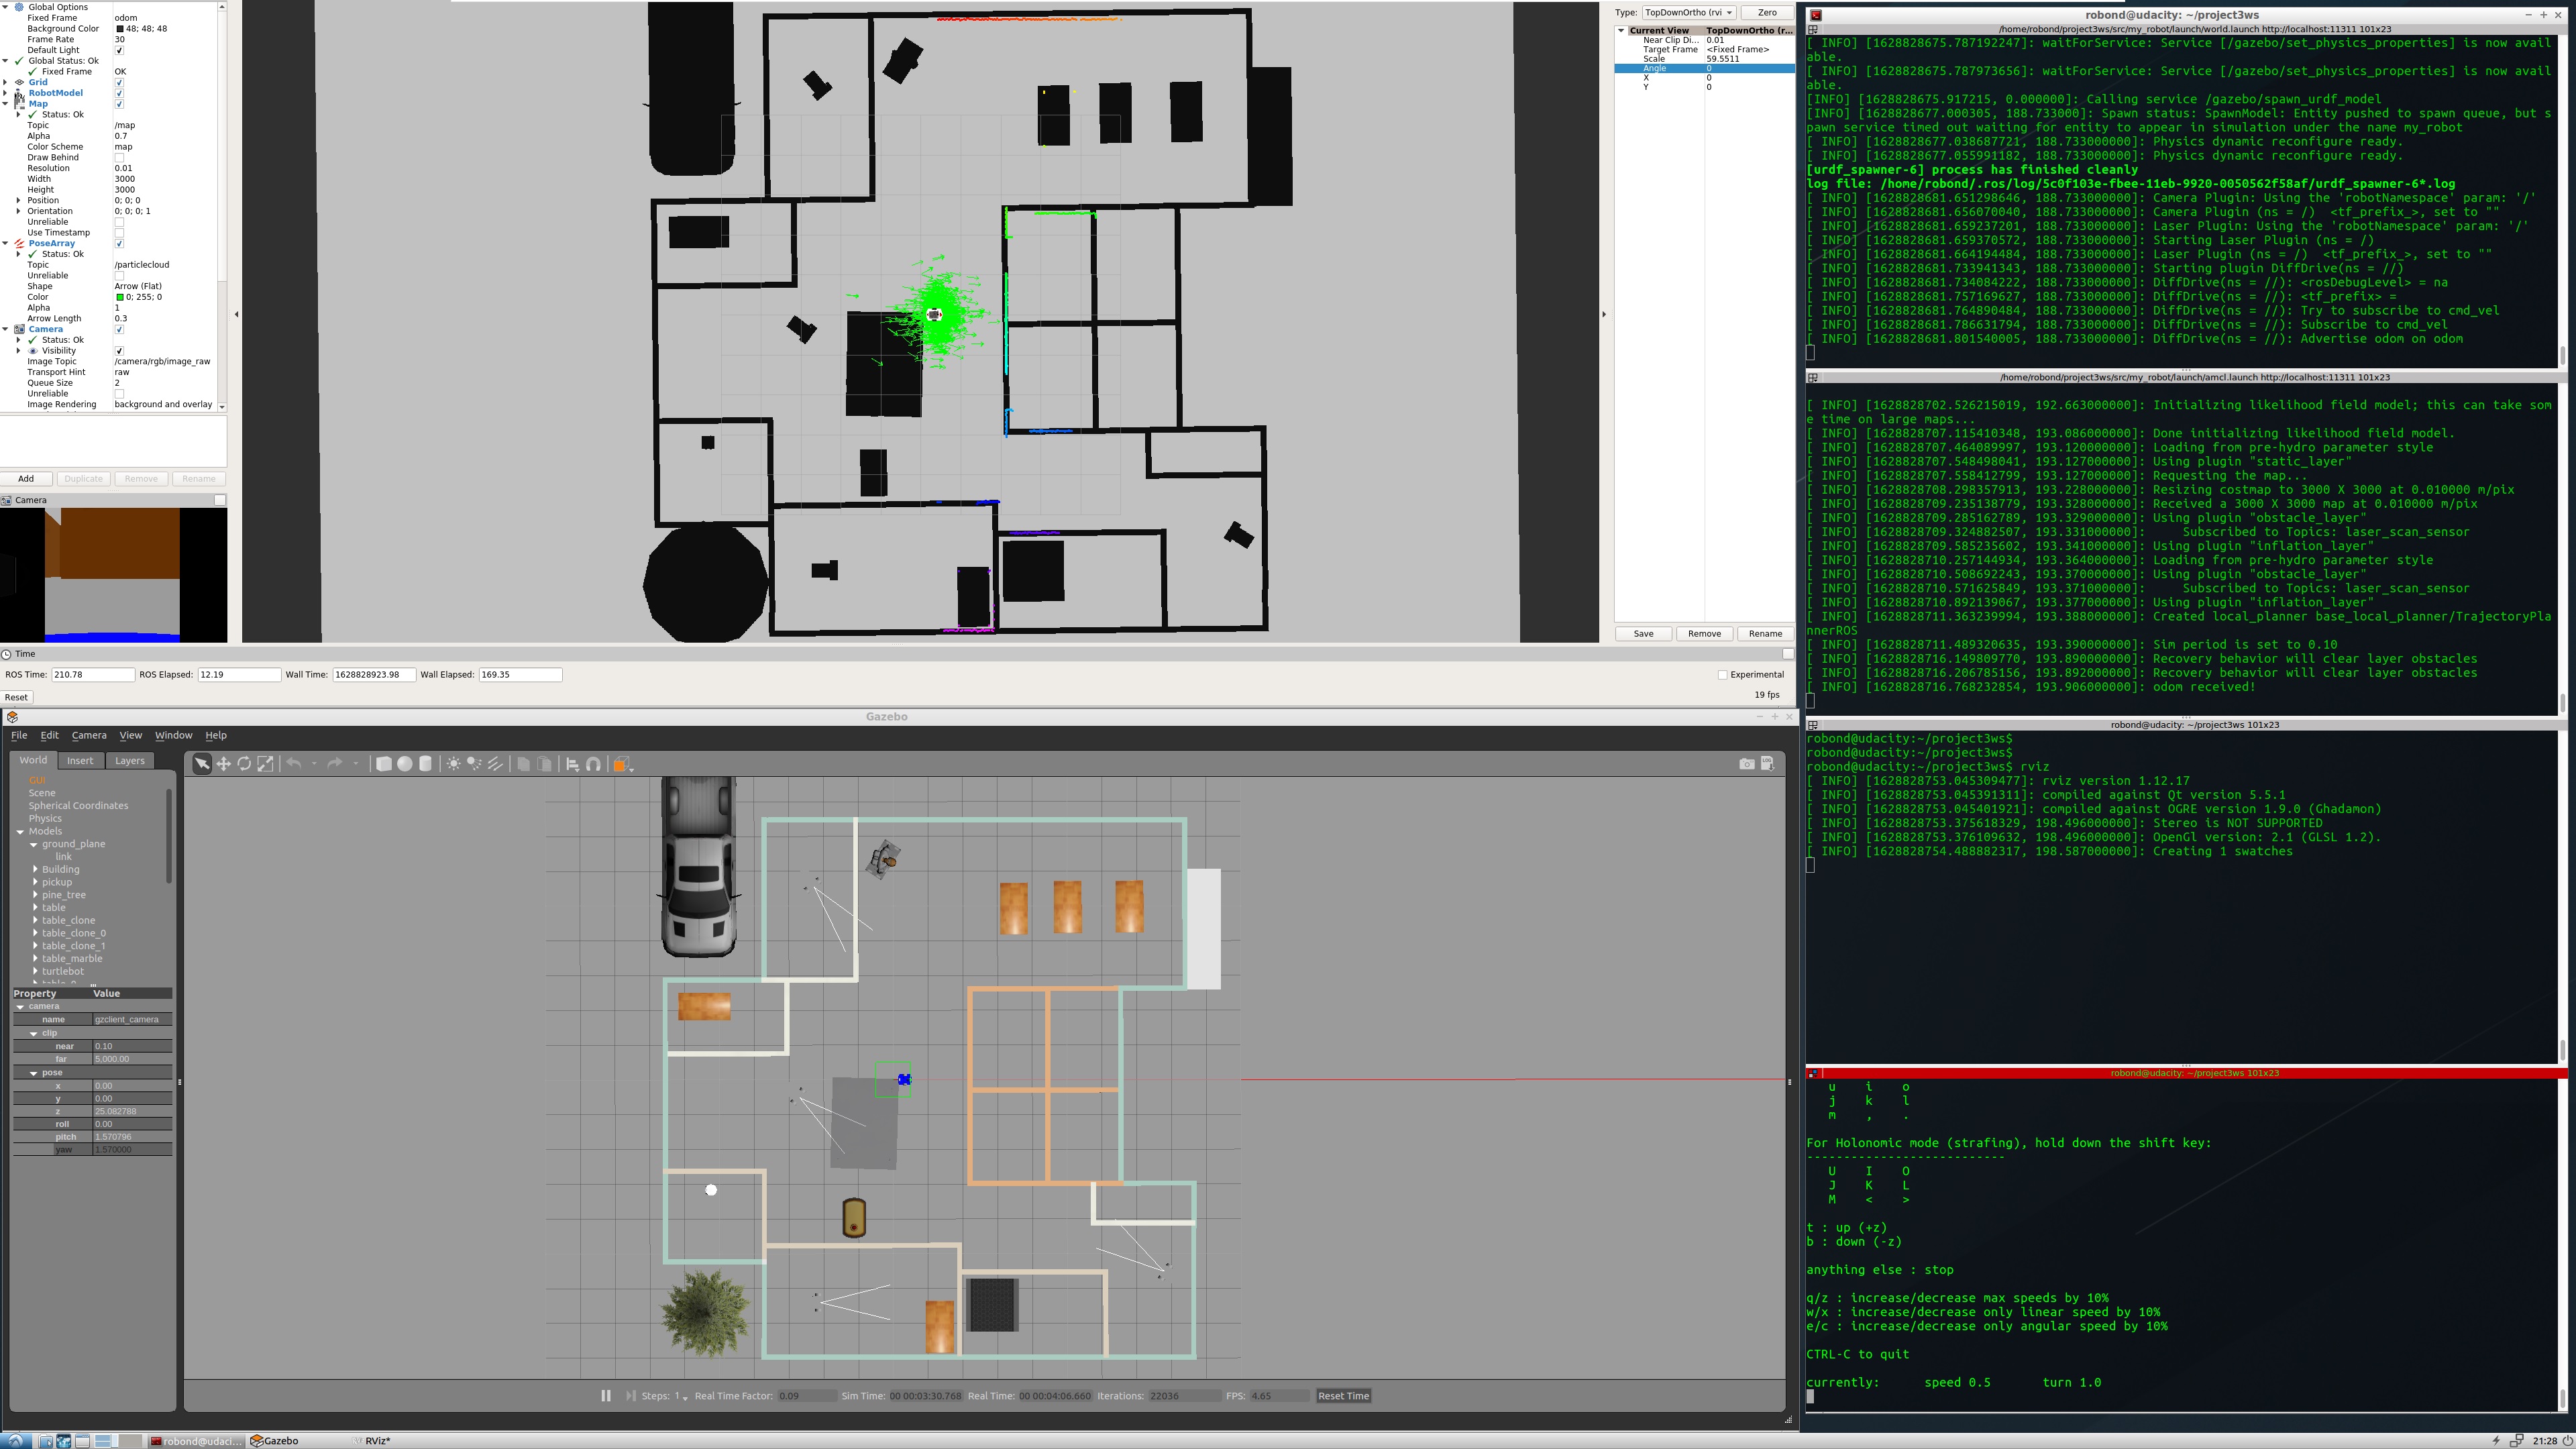 Global Options
Fixed Frame odom
Background Color 48; 48; 48
Frame Rate 30
Default Light
Global Status: Ok
Fixed Frame OK
Grid
RobotModel
Map
Status: Ok
Topic /map
Alpha 0.7
Color Scheme map
Draw Behind
Resolution 0.01
Width 3000
Height 3000
Position 0; 0; 0
Orientation 0; 0; 0; 1
Unreliable
Use Timestamp
PoseArray
Status: Ok
Topic /particlecloud
Unreliable
Shape Arrow (Flat)
Color 0; 255; 0
Alpha 1
Arrow Length 0.3
Camera
Status: Ok
Visibility
Image Topic /camera/rgb/image_raw
Transport Hint raw
Queue Size 2
Unreliable
Image Rendering background and overlay
Add Duplicate Remove Rename
Camera
Type: TopDownOrtho (rvi Zero
Current View TopDownOrtho (r...
Near Clip Di... 0.01
Target Frame <Fixed Frame>
Scale 59.5511
Angle 0
X 0
Y 0
Save Remove Rename
Time
ROS Time: 210.78 ROS Elapsed: 12.19 Wall Time: 1628828923.98 Wall Elapsed: 169.35 Experimental
Reset 19 fps
Gazebo
File Edit Camera View Window Help
World Insert Layers
GUI
Scene
Spherical Coordinates
Physics
Models
ground_plane
link
Building
pickup
pine_tree
table
table_clone
table_clone_0
table_clone_1
table_marble
turtlebot
Property Value
camera
name gzclient_camera
clip
near 0.10
far 5,000.00
pose
x 0.00
y 0.00
z 25.082788
roll 0.00
pitch 1.570796
yaw 1.570000
Steps: 1 Real Time Factor: 0.09 Sim Time: 00 00:03:30.768 Real Time: 00 00:04:06.660 Iterations: 22036 FPS: 4.65 Reset Time
robond@udacity: ~/project3ws
/home/robond/project3ws/src/my_robot/launch/world.launch http://localhost:11311 101x23
[ INFO] [1628828675.787192247]: waitForService: Service [/gazebo/set_physics_properties] is now avail
able.
[ INFO] [1628828675.787973656]: waitForService: Service [/gazebo/set_physics_properties] is now avail
able.
[INFO] [1628828675.917215, 0.000000]: Calling service /gazebo/spawn_urdf_model
[INFO] [1628828677.000305, 188.733000]: Spawn status: SpawnModel: Entity pushed to spawn queue, but s
pawn service timed out waiting for entity to appear in simulation under the name my_robot
[ INFO] [1628828677.038687721, 188.733000000]: Physics dynamic reconfigure ready.
[ INFO] [1628828677.055991182, 188.733000000]: Physics dynamic reconfigure ready.
[urdf_spawner-6] process has finished cleanly
log file: /home/robond/.ros/log/5c0f103e-fbee-11eb-9920-0050562f58af/urdf_spawner-6*.log
[ INFO] [1628828681.651298646, 188.733000000]: Camera Plugin: Using the 'robotNamespace' param: '/'
[ INFO] [1628828681.656070040, 188.733000000]: Camera Plugin (ns = /)  <tf_prefix_>, set to ""
[ INFO] [1628828681.659237201, 188.733000000]: Laser Plugin: Using the 'robotNamespace' param: '/'
[ INFO] [1628828681.659370572, 188.733000000]: Starting Laser Plugin (ns = /)
[ INFO] [1628828681.664194484, 188.733000000]: Laser Plugin (ns = /)  <tf_prefix_>, set to ""
[ INFO] [1628828681.733941343, 188.733000000]: Starting plugin DiffDrive(ns = //)
[ INFO] [1628828681.734084222, 188.733000000]: DiffDrive(ns = //): <rosDebugLevel> = na
[ INFO] [1628828681.757169627, 188.733000000]: DiffDrive(ns = //): <tf_prefix> =
[ INFO] [1628828681.764890484, 188.733000000]: DiffDrive(ns = //): Try to subscribe to cmd_vel
[ INFO] [1628828681.786631794, 188.733000000]: DiffDrive(ns = //): Subscribe to cmd_vel
[ INFO] [1628828681.801540005, 188.733000000]: DiffDrive(ns = //): Advertise odom on odom
/home/robond/project3ws/src/my_robot/launch/amcl.launch http://localhost:11311 101x23
[ INFO] [1628828702.526215019, 192.663000000]: Initializing likelihood field model; this can take som
e time on large maps...
[ INFO] [1628828707.115410348, 193.086000000]: Done initializing likelihood field model.
[ INFO] [1628828707.464089997, 193.120000000]: Loading from pre-hydro parameter style
[ INFO] [1628828707.548498041, 193.127000000]: Using plugin "static_layer"
[ INFO] [1628828707.558412799, 193.127000000]: Requesting the map...
[ INFO] [1628828708.298357913, 193.228000000]: Resizing costmap to 3000 X 3000 at 0.010000 m/pix
[ INFO] [1628828709.235138779, 193.328000000]: Received a 3000 X 3000 map at 0.010000 m/pix
[ INFO] [1628828709.285162789, 193.329000000]: Using plugin "obstacle_layer"
[ INFO] [1628828709.324882507, 193.331000000]:     Subscribed to Topics: laser_scan_sensor
[ INFO] [1628828709.585235602, 193.341000000]: Using plugin "inflation_layer"
[ INFO] [1628828710.257144934, 193.364000000]: Loading from pre-hydro parameter style
[ INFO] [1628828710.508692243, 193.370000000]: Using plugin "obstacle_layer"
[ INFO] [1628828710.571625849, 193.371000000]:     Subscribed to Topics: laser_scan_sensor
[ INFO] [1628828710.892139067, 193.377000000]: Using plugin "inflation_layer"
[ INFO] [1628828711.363239994, 193.388000000]: Created local_planner base_local_planner/TrajectoryPla
nnerROS
[ INFO] [1628828711.489320635, 193.390000000]: Sim period is set to 0.10
[ INFO] [1628828716.149809770, 193.890000000]: Recovery behavior will clear layer obstacles
[ INFO] [1628828716.206785156, 193.892000000]: Recovery behavior will clear layer obstacles
[ INFO] [1628828716.768232854, 193.906000000]: odom received!
robond@udacity: ~/project3ws 101x23
robond@udacity:~/project3ws$
robond@udacity:~/project3ws$
robond@udacity:~/project3ws$ rviz
[ INFO] [1628828753.045309477]: rviz version 1.12.17
[ INFO] [1628828753.045391311]: compiled against Qt version 5.5.1
[ INFO] [1628828753.045401921]: compiled against OGRE version 1.9.0 (Ghadamon)
[ INFO] [1628828753.375618329, 198.496000000]: Stereo is NOT SUPPORTED
[ INFO] [1628828753.376109632, 198.496000000]: OpenGl version: 2.1 (GLSL 1.2).
[ INFO] [1628828754.488882317, 198.587000000]: Creating 1 swatches
robond@udacity: ~/project3ws 101x23
u i o
j k l
m , .
For Holonomic mode (strafing), hold down the shift key:
---------------------------
U I O
J K L
M < >
t : up (+z)
b : down (-z)
anything else : stop
q/z : increase/decrease max speeds by 10%
w/x : increase/decrease only linear speed by 10%
e/c : increase/decrease only angular speed by 10%
CTRL-C to quit
currently: speed 0.5 turn 1.0
robond@udaci... Gazebo RViz* 21:28